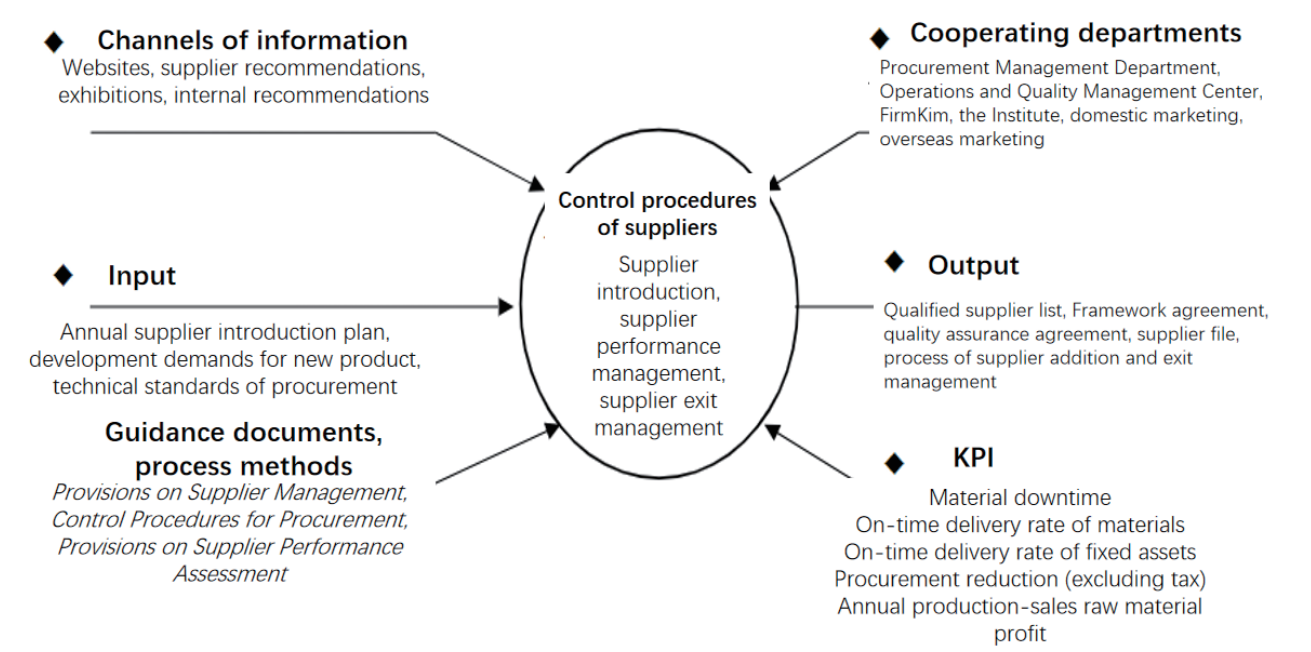 Channels of information
Websites, supplier recommendations,
exhibitions, internal recommendations
Cooperating departments
Procurement Management Department,
Operations and Quality Management Center,
FirmKim, the Institute, domestic marketing,
overseas marketing
Control procedures
of suppliers
Supplier
introduction,
supplier
performance
management,
supplier exit
management
Input
Annual supplier introduction plan,
development demands for new product,
technical standards of procurement
Output
Qualified supplier list, Framework agreement,
quality assurance agreement, supplier file,
process of supplier addition and exit
management
Guidance documents,
process methods
Provisions on Supplier Management,
Control Procedures for Procurement,
Provisions on Supplier Performance
Assessment
KPI
Material downtime
On-time delivery rate of materials
On-time delivery rate of fixed assets
Procurement reduction (excluding tax)
Annual production-sales raw material
profit